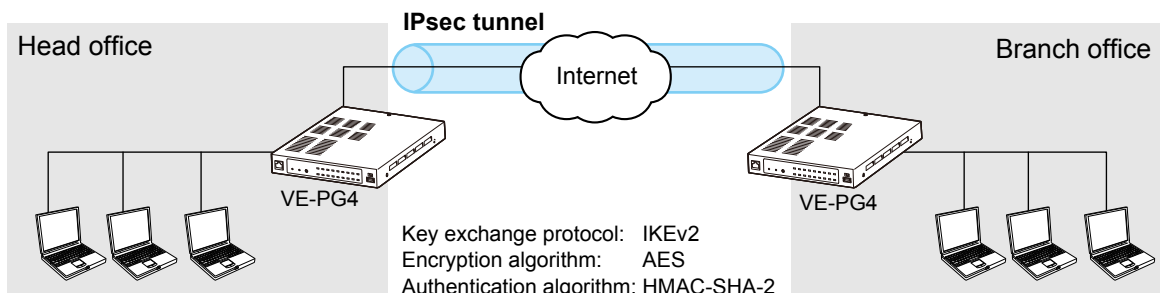 IPsec tunnel
Head office
Internet
Branch office
VE-PG4
VE-PG4
Key exchange protocol: IKEv2
Encryption algorithm: AES
Authentication algorithm: HMAC-SHA-2